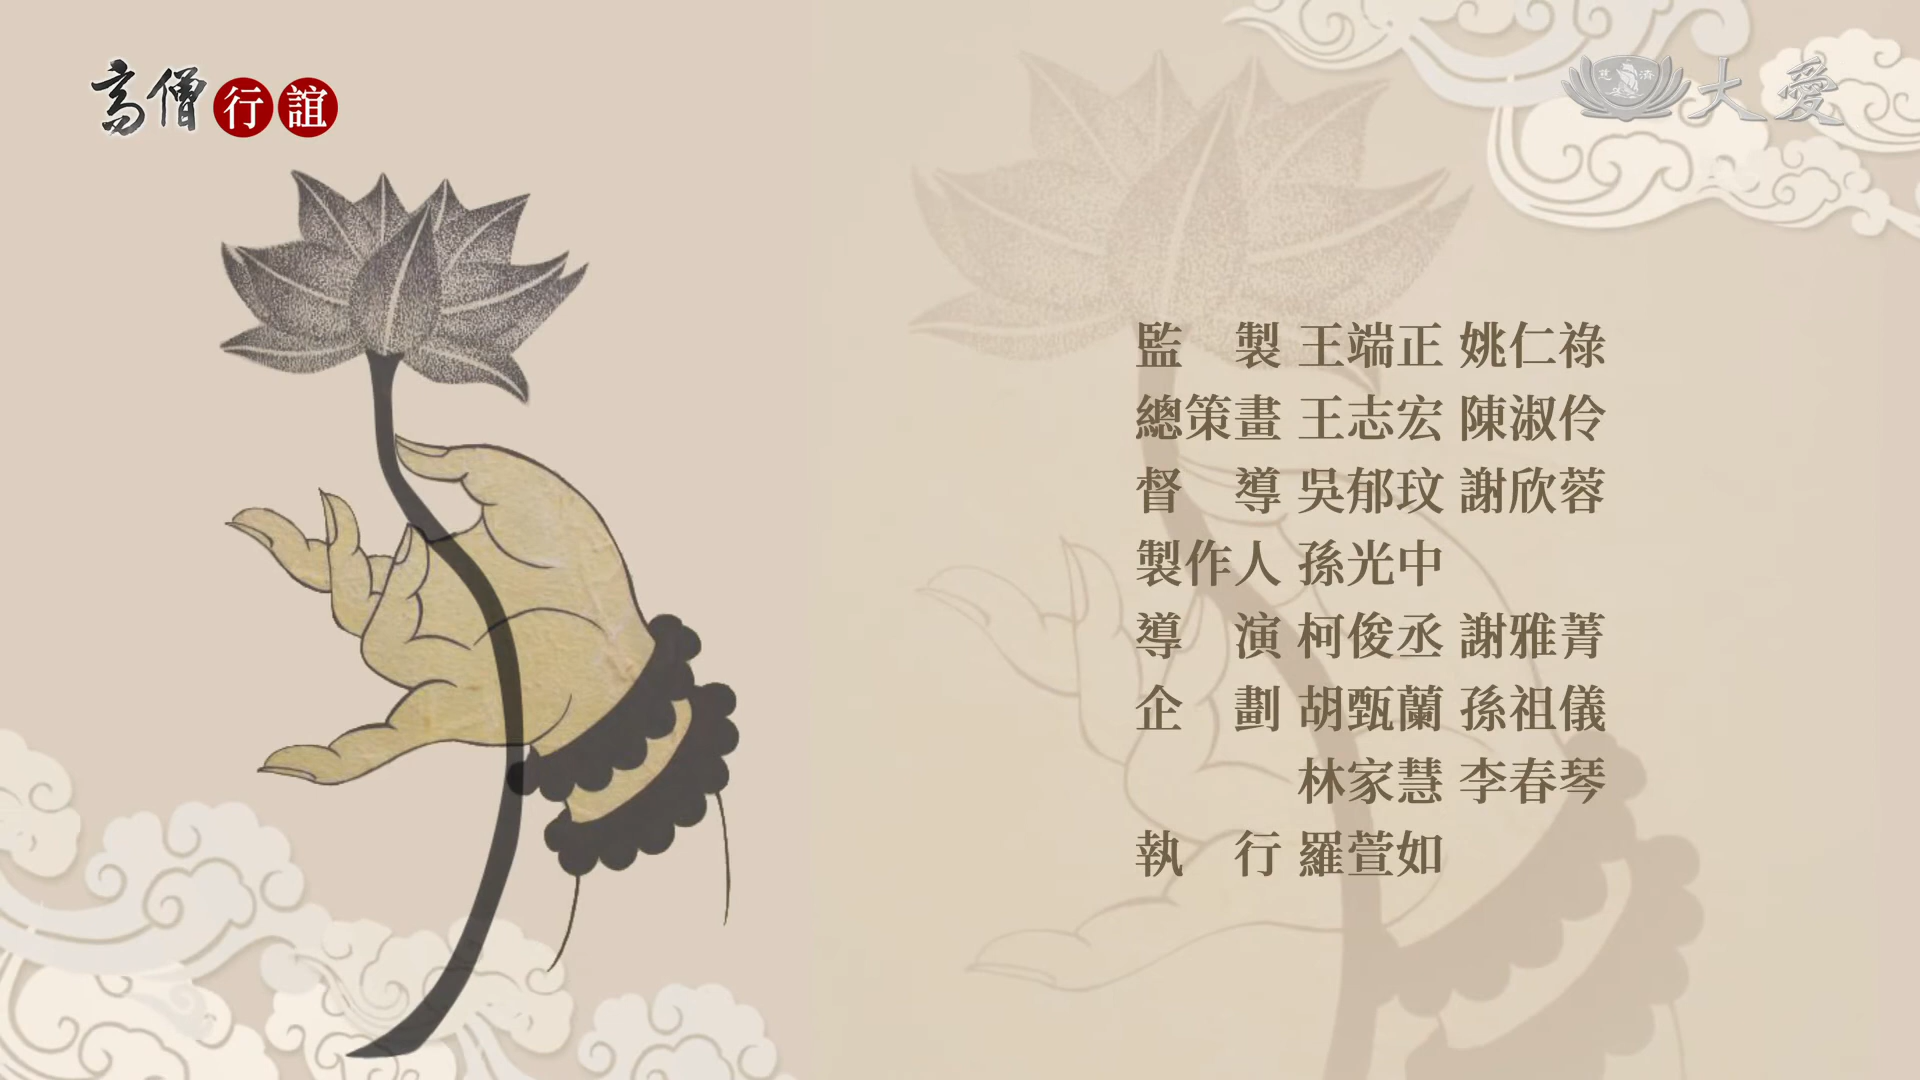 高僧行誼
慈濟
大愛
監　製 王端正 姚仁祿
總策畫 王志宏 陳淑伶
督　導 吳郁玟 謝欣蓉
製作人 孫光中
導　演 柯俊丞 謝雅菁
企　劃 胡甄蘭 孫祖儀
林家慧 李春琴
執　行 羅萱如